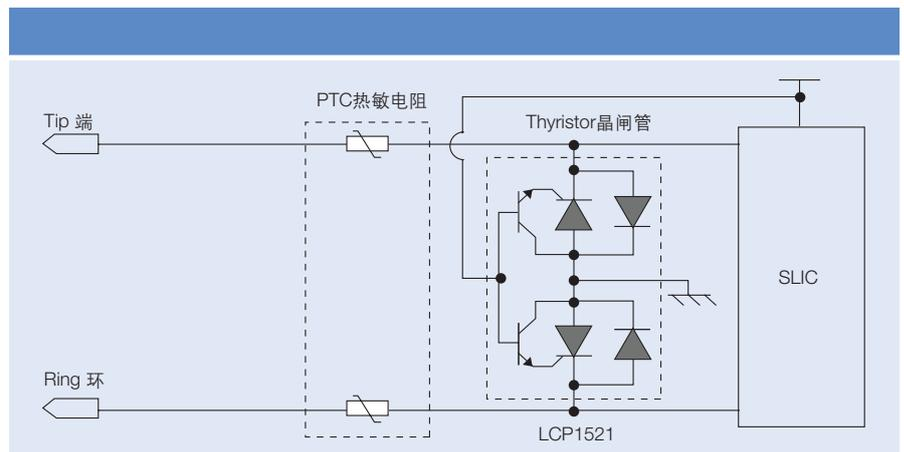 PTC热敏电阻
Tip 端
Thyristor晶闸管
SLIC
Ring 环
LCP1521